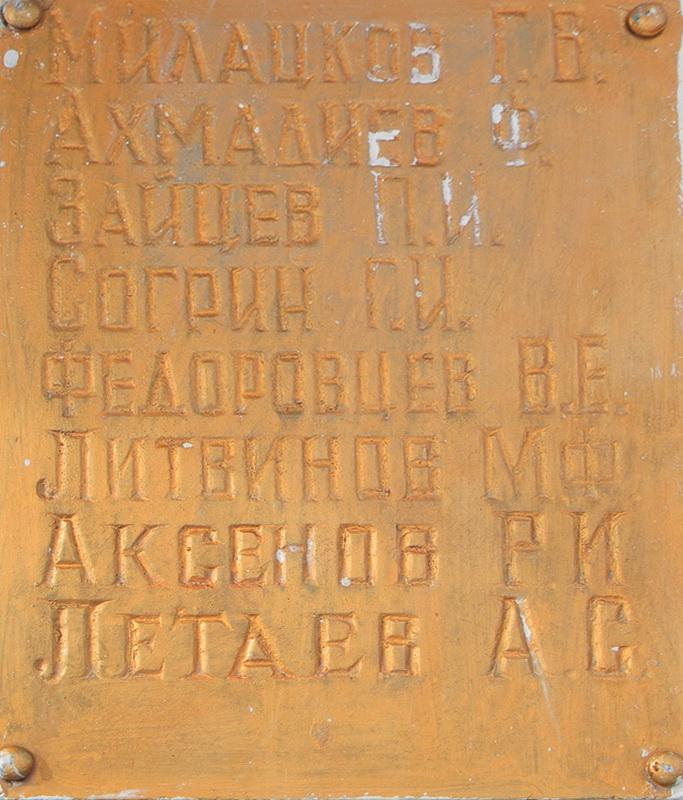 Милацков Г.В.
Ахмадиев Ф.
Зайцев П.И.
Согрин Г.И.
Федоровцев В.Е.
Литвинов М.Ф
Аксенов Р И
Летаев А.С.